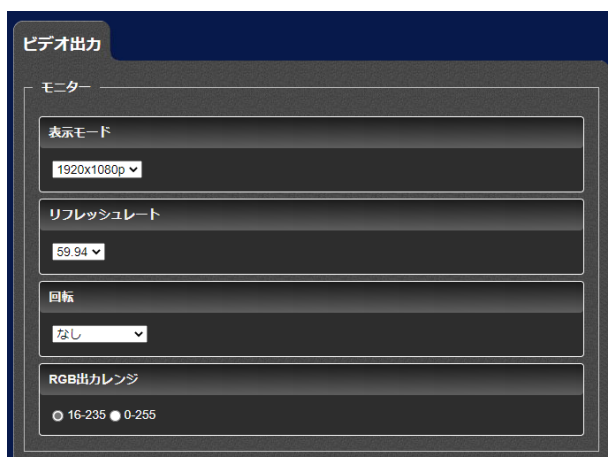 ビデオ出力
モニター
表示モード
1920x1080p
リフレッシュレート
59.94
回転
なし
RGB出力レンジ
16-235 0-255